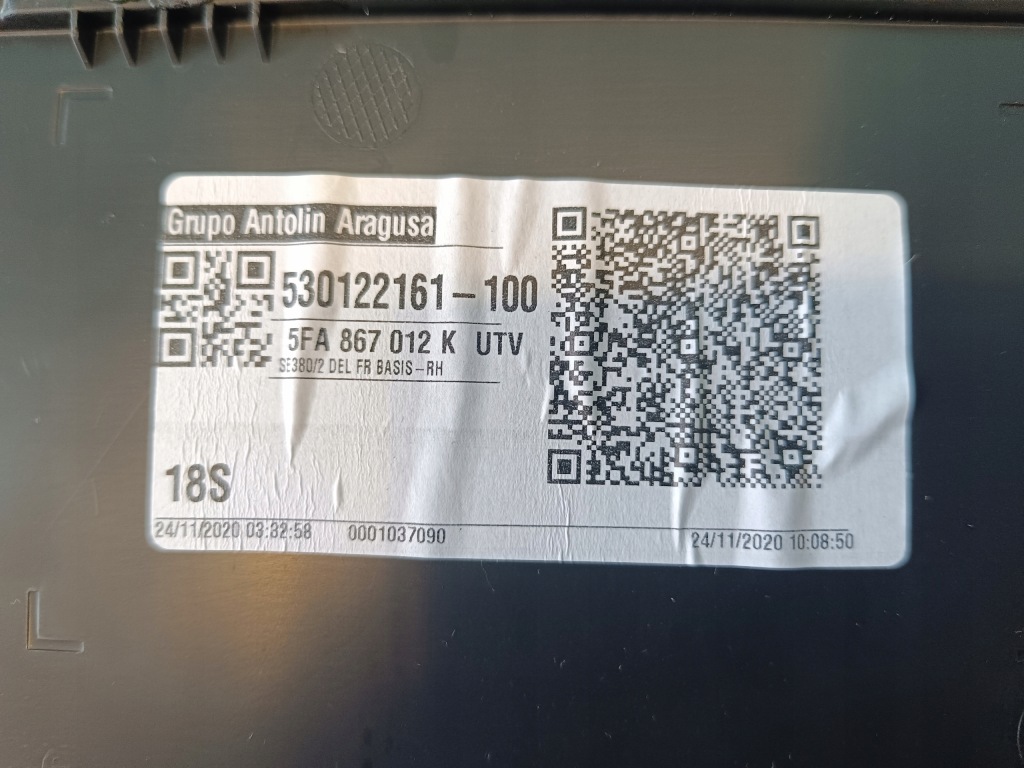 Grupo Antolin Aragusa
530122161-100
5FA 867 012 K UTV
SE380/2 DEL FR BASIS-RH
18S
24/11/2020 03:32:58 0001037090 24/11/2020 10:08:50